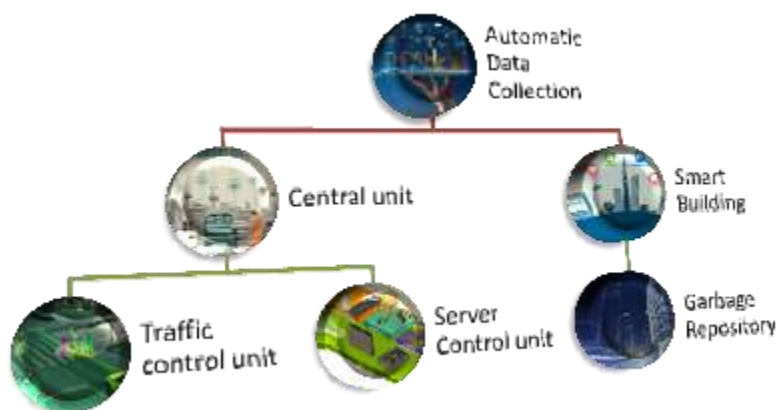 Automatic
Data
Collection
Central unit
Smart
Building
Traffic
control unit
Server
Control unit
Garbage
Repository